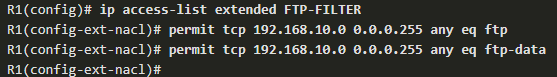 R1(config)# ip access-list extended FTP-FILTER
R1(config-ext-nacl)# permit tcp 192.168.10.0 0.0.0.255 any eq ftp
R1(config-ext-nacl)# permit tcp 192.168.10.0 0.0.0.255 any eq ftp-data
R1(config-ext-nacl)#